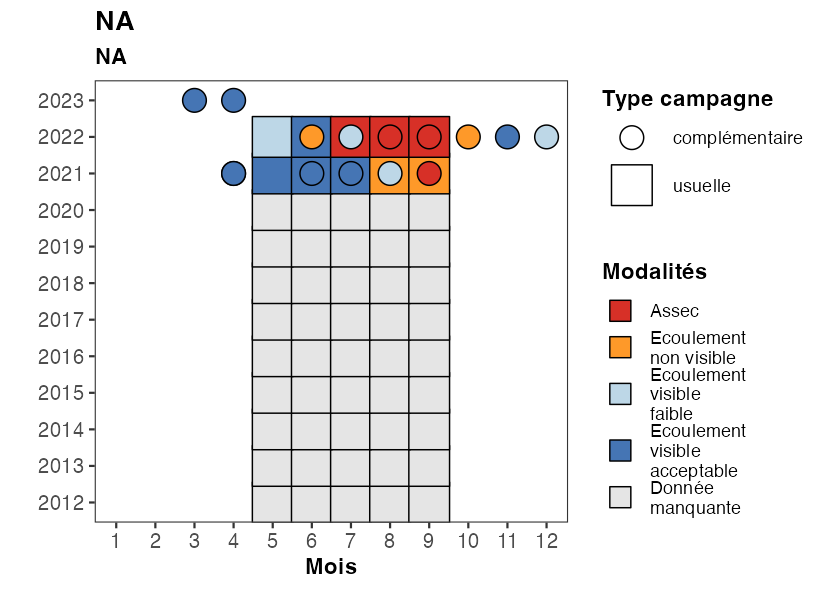 NA
NA
2023
2022
2021
2020
2019
2018
2017
2016
2015
2014
2013
2012
1 2 3 4 5 6 7 8 9 10 11 12
Mois
Type campagne
complémentaire
usuelle
Modalités
Assec
Ecoulement
non visible
Ecoulement
visible
faible
Ecoulement
visible
acceptable
Donnée
manquante